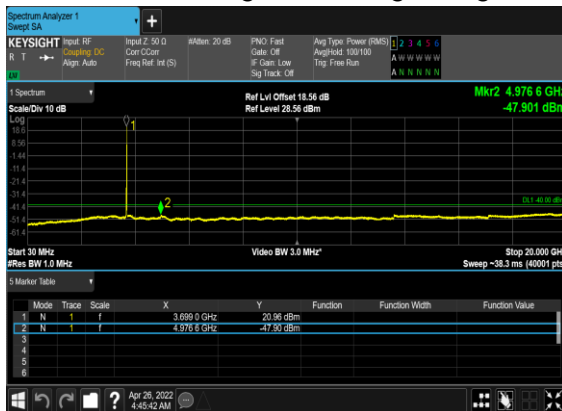 Spectrum Analyzer 1
Swept SA
KEYSIGHT Input: RF Input Z: 50 Ω #Atten: 20 dB PNO: Fast Avg Type: Power (RMS) 1 2 3 4 5 6
R T Coupling: DC Corr CCorr Gate: Off Avg|Hold: 100/100 A W W W W W
Align: Auto Freq Ref: Int (S) IF Gain: Low Trig: Free Run
Sig Track: Off A N N N N N
1 Spectrum Ref Lvl Offset 18.56 dB Mkr2 4.976 6 GHz
Scale/Div 10 dB Ref Level 28.56 dBm -47.901 dBm
Log
18.6 1
8.56
-1.44
-11.4
-21.4
-31.4
DL1 -40.00 dBm
-41.4 2
-51.4
-61.4
Start 30 MHz Video BW 3.0 MHz* Stop 20.000 GHz
#Res BW 1.0 MHz Sweep ~38.3 ms (40001 pts)
5 Marker Table
Mode Trace Scale X Y Function Function Width Function Value
1 N 1 f 3.699 0 GHz 20.96 dBm
2 N 1 f 4.976 6 GHz -47.90 dBm
3
4
5
6
? Apr 26, 2022
4:45:42 AM